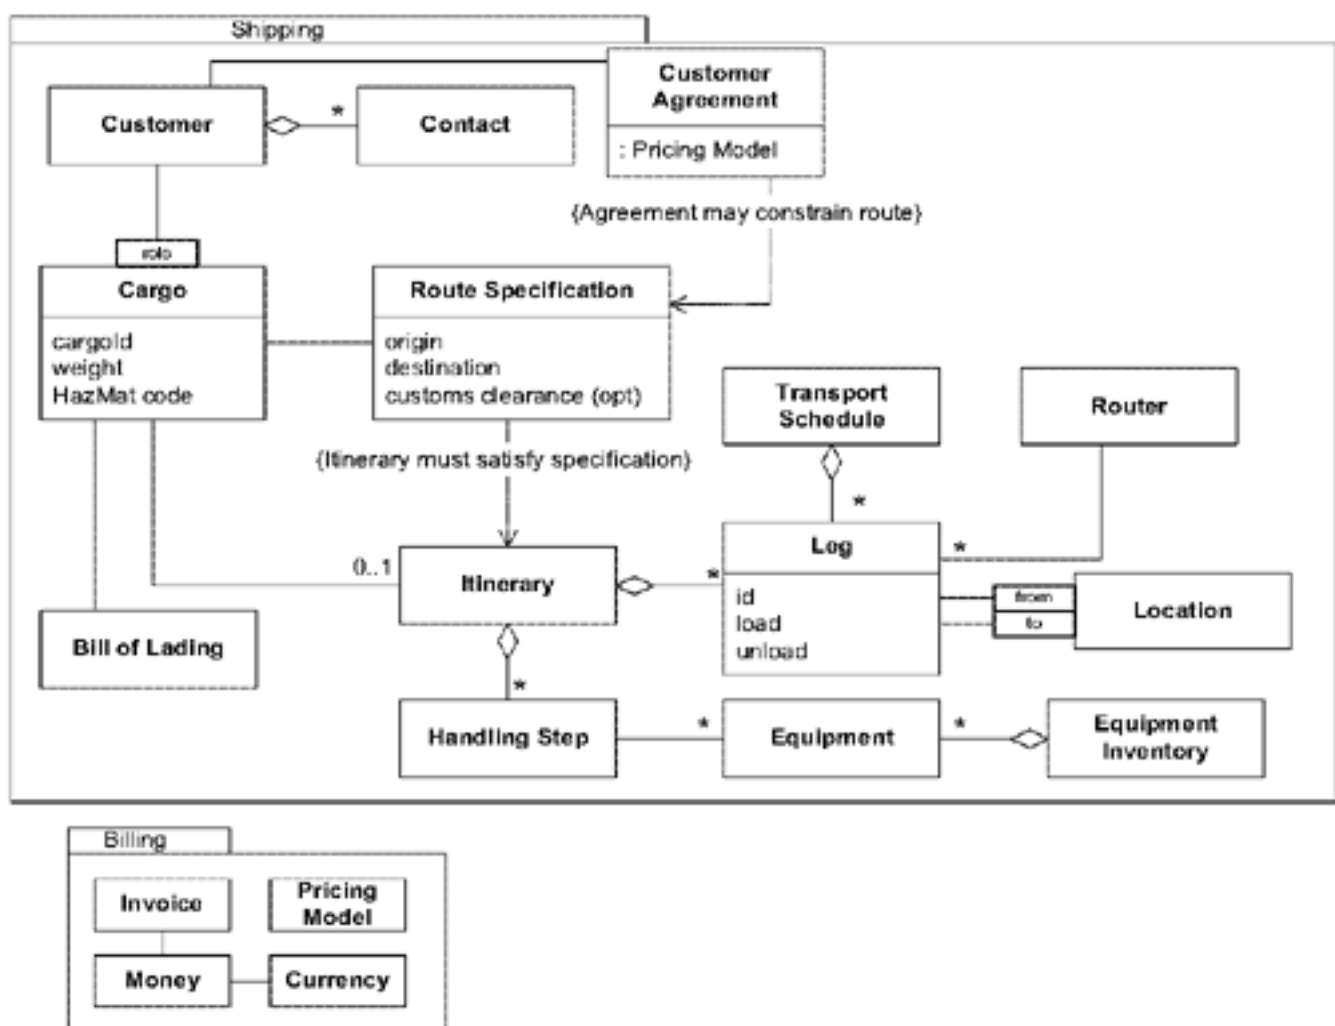 Shipping
Customer
Agreement
: Pricing Model
Customer
*
Contact
{Agreement may constrain route}
role
Cargo
cargoId
weight
HazMat code
Route Specification
origin
destination
customs clearance (opt)
Transport
Schedule
Router
{Itinerary must satisfy specification}
*
Leg
id
load
unload
*
0..1
Itinerary
*
from
to
Location
Bill of Lading
*
Handling Step
*
Equipment
*
Equipment
Inventory
Billing
Invoice
Pricing
Model
Money
Currency